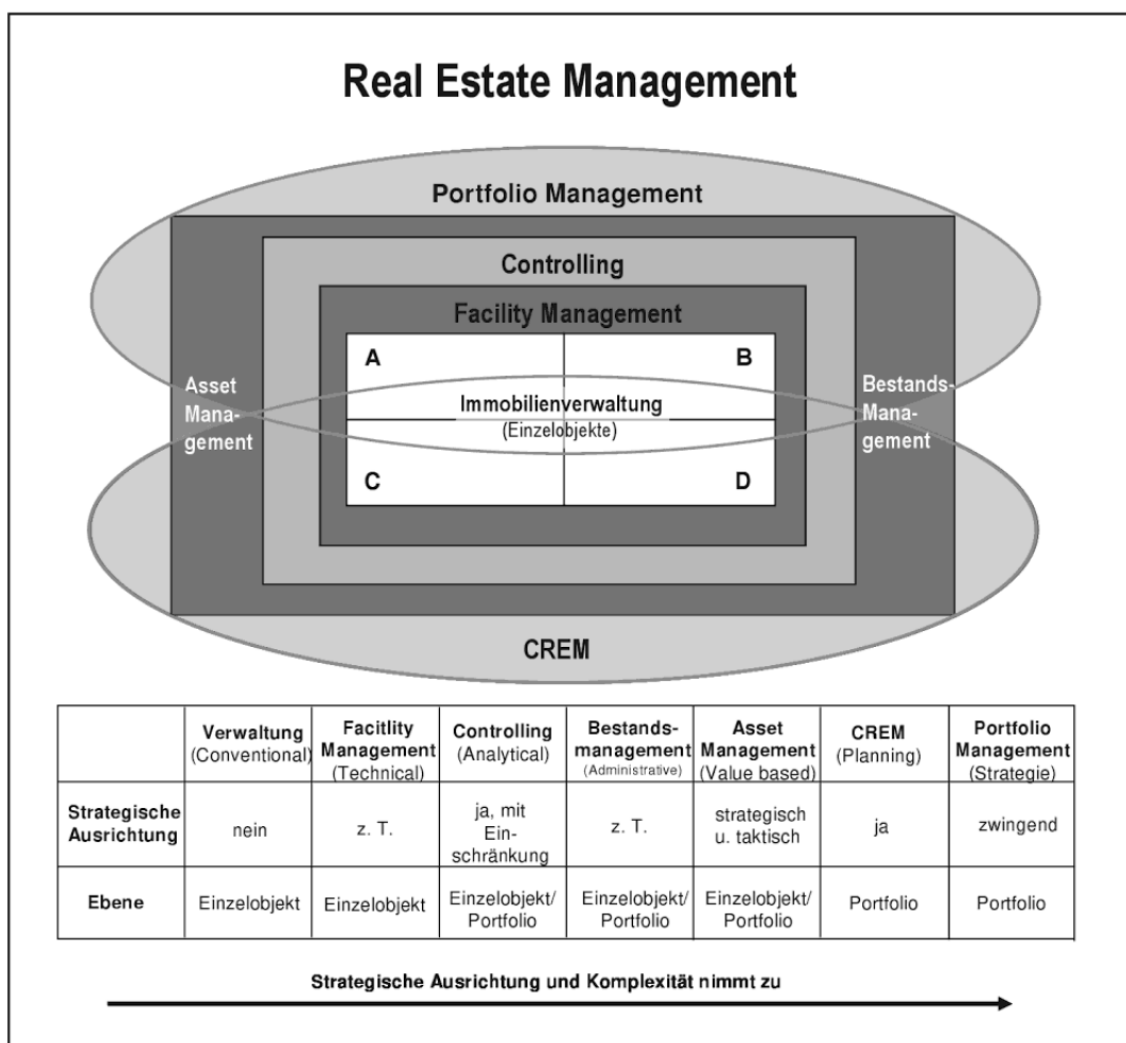 Real Estate Management
Portfolio Management
Controlling
Facility Management
A
B
Asset
Mana-
gement
Immobilienverwaltung
(Einzelobjekte)
Bestands-
Mana-
gement
C
D
CREM
Verwaltung
(Conventional)
Facitlity
Management
(Technical)
Controlling
(Analytical)
Bestands-
management
(Administrative)
Asset
Management
(Value based)
CREM
(Planning)
Portfolio
Management
(Strategie)
Strategische
Ausrichtung
nein
z. T.
ja, mit
Ein-
schränkung
z. T.
strategisch
u. taktisch
ja
zwingend
Ebene
Einzelobjekt
Einzelobjekt
Einzelobjekt/
Portfolio
Einzelobjekt/
Portfolio
Einzelobjekt/
Portfolio
Portfolio
Portfolio
Strategische Ausrichtung und Komplexität nimmt zu